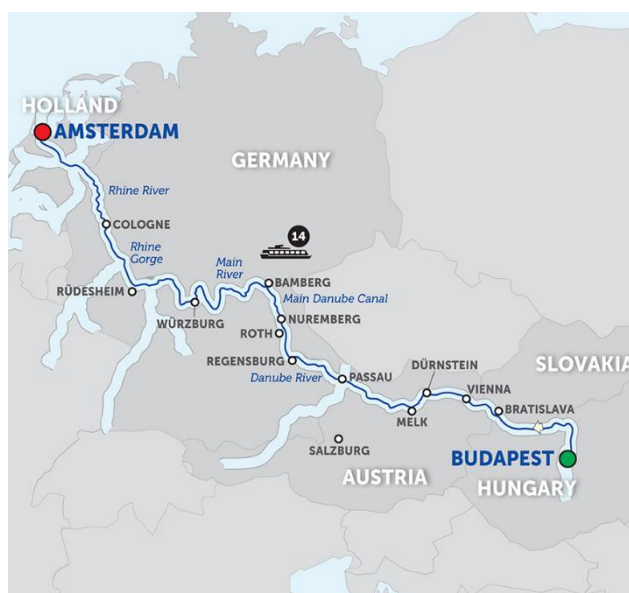 HOLLAND
AMSTERDAM
GERMANY
Rhine River
COLOGNE
14
Rhine
Gorge
Main
River
RÜDESHEIM
BAMBERG
Main Danube Canal
WÜRZBURG
NUREMBERG
ROTH
REGENSBURG
Danube River
PASSAU
DÜRNSTEIN
SLOVAKIA
VIENNA
MELK
BRATISLAVA
SALZBURG
BUDAPEST
AUSTRIA
HUNGARY